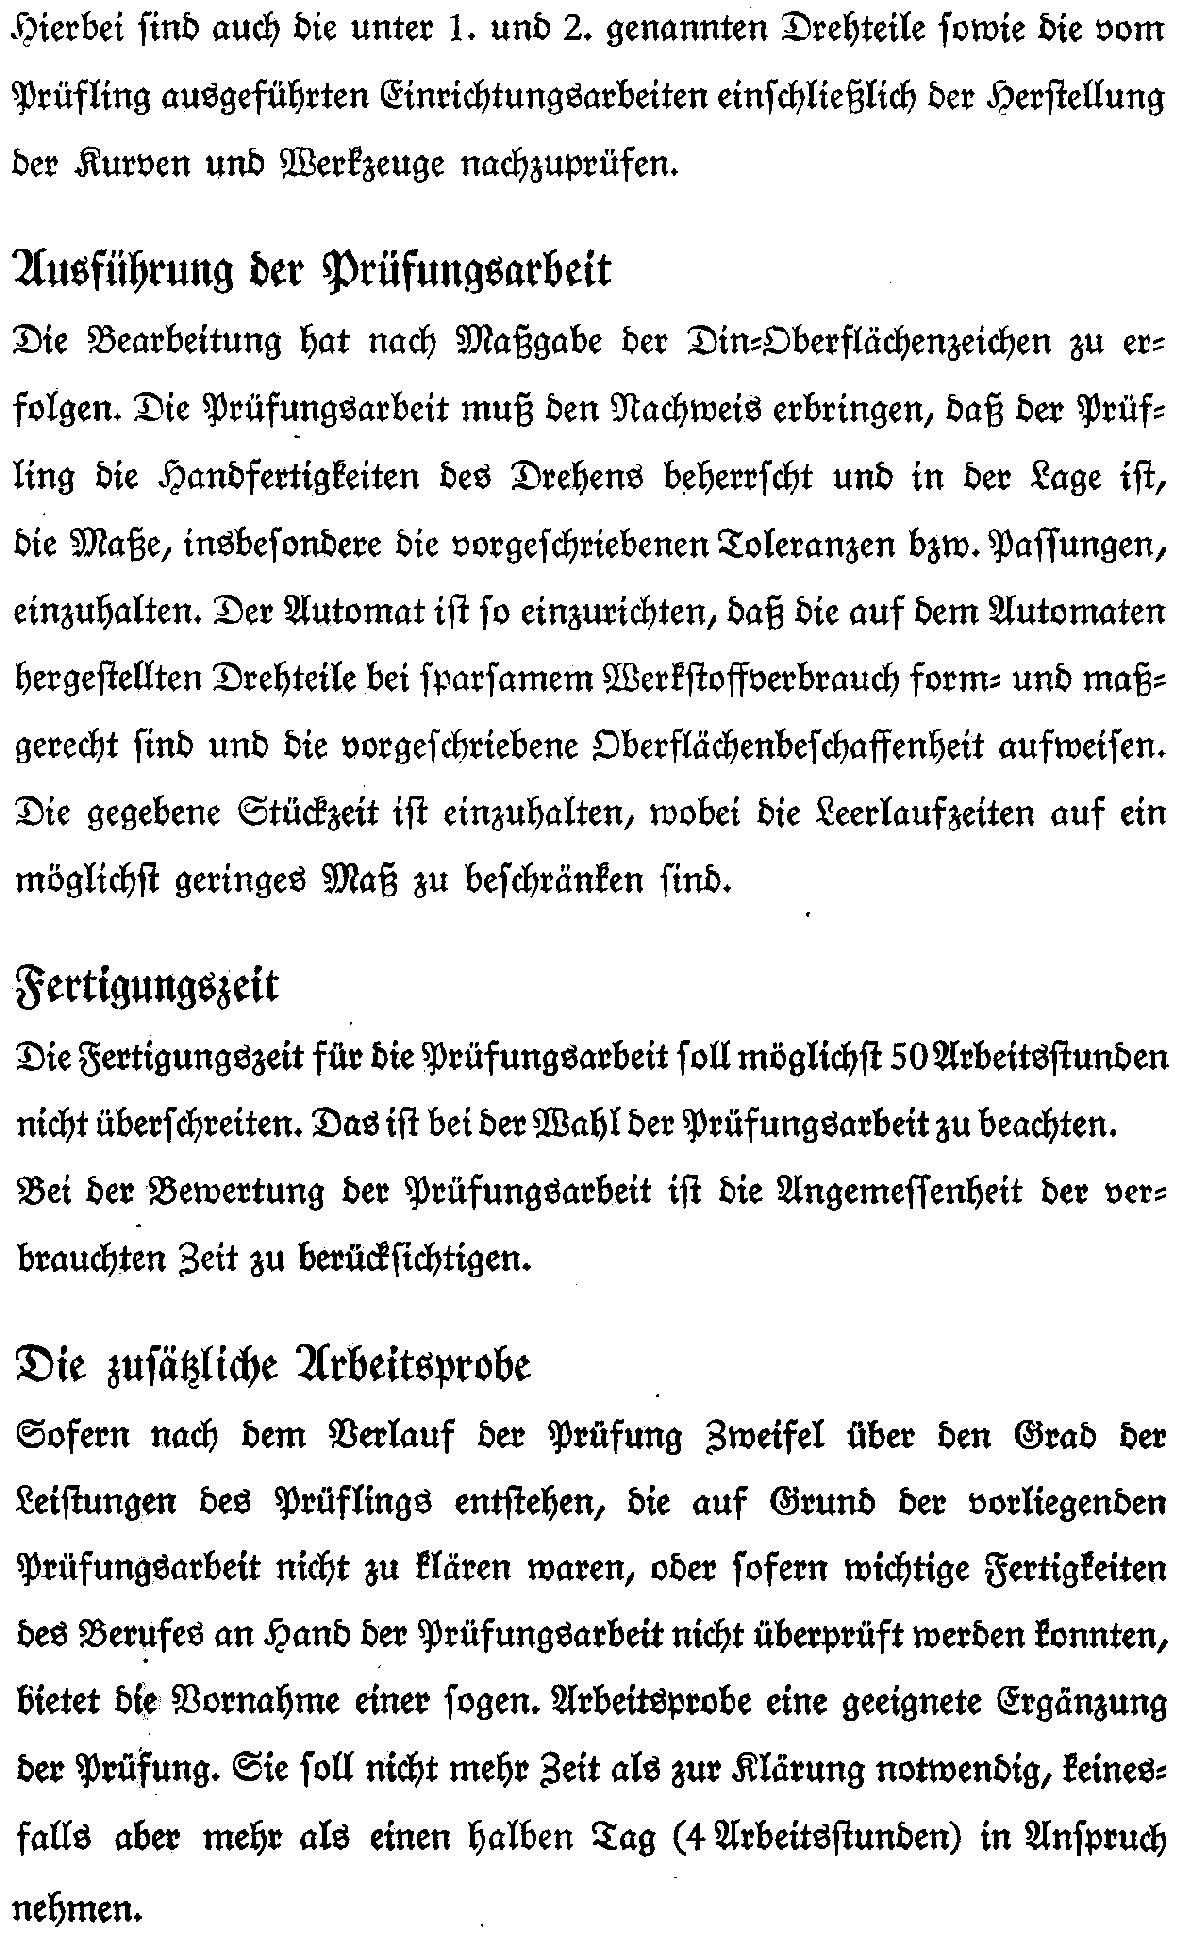 Hierbei sind auch die unter 1. und 2. genannten Drehteile sowie die vom
Prüfling ausgeführten Einrichtungsarbeiten einschließlich der Herstellung
der Kurven und Werkzeuge nachzuprüfen.
Ausführung der Prüfungsarbeit
Die Bearbeitung hat nach Maßgabe der Din-Oberflächenzeichen zu er-
folgen. Die Prüfungsarbeit muß den Nachweis erbringen, daß der Prüf-
ling die Handfertigkeiten des Drehens beherrscht und in der Lage ist,
die Maße, insbesondere die vorgeschriebenen Toleranzen bzw. Passungen,
einzuhalten. Der Automat ist so einzurichten, daß die auf dem Automaten
hergestellten Drehteile bei sparsamem Werkstoffverbrauch form- und maß-
gerecht sind und die vorgeschriebene Oberflächenbeschaffenheit aufweisen.
Die gegebene Stückzeit ist einzuhalten, wobei die Leerlaufzeiten auf ein
möglichst geringes Maß zu beschränken sind.
Fertigungszeit
Die Fertigungszeit für die Prüfungsarbeit soll möglichst 50 Arbeitsstunden
nicht überschreiten. Das ist bei der Wahl der Prüfungsarbeit zu beachten.
Bei der Bewertung der Prüfungsarbeit ist die Angemessenheit der ver-
brauchten Zeit zu berücksichtigen.
Die zusätzliche Arbeitsprobe
Sofern nach dem Verlauf der Prüfung Zweifel über den Grad der
Leistungen des Prüflings entstehen, die auf Grund der vorliegenden
Prüfungsarbeit nicht zu klären waren, oder sofern wichtige Fertigkeiten
des Berufes an Hand der Prüfungsarbeit nicht überprüft werden konnten,
bietet die Vornahme einer sogen. Arbeitsprobe eine geeignete Ergänzung
der Prüfung. Sie soll nicht mehr Zeit als zur Klärung notwendig, keines-
falls aber mehr als einen halben Tag (4 Arbeitsstunden) in Anspruch
nehmen.